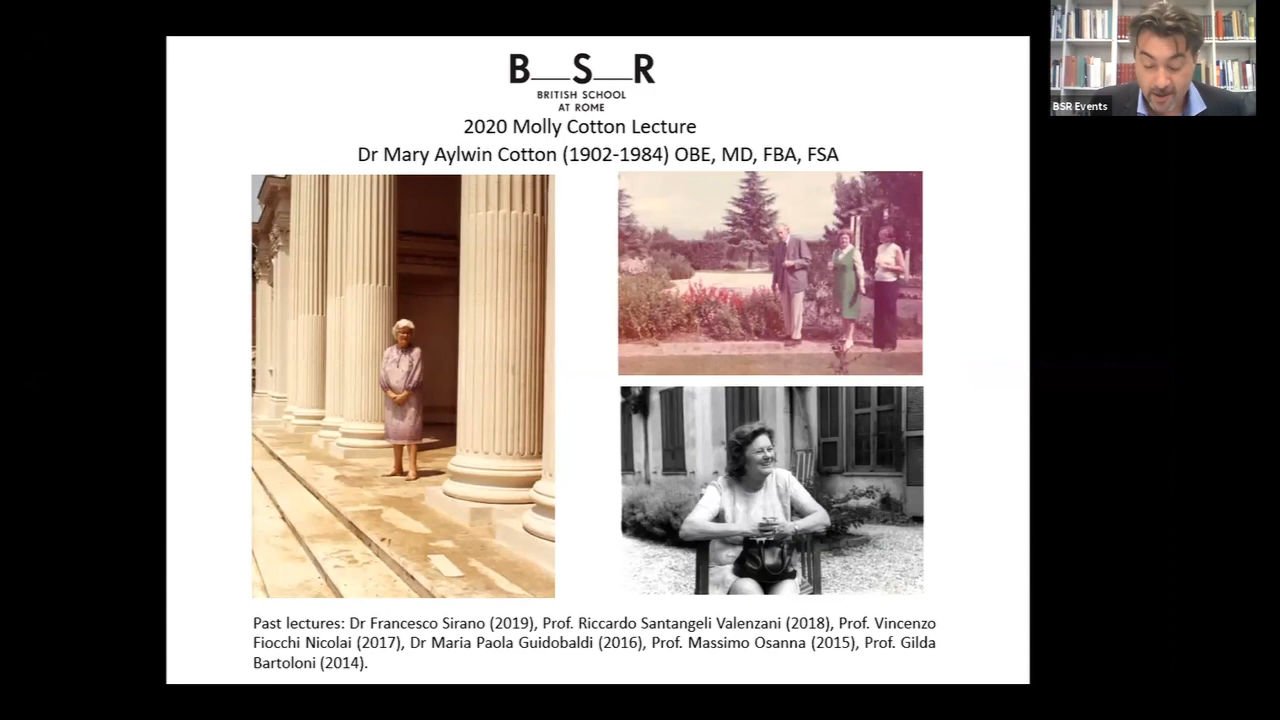 B__S__R
BRITISH SCHOOL
AT ROME
2020 Molly Cotton Lecture
Dr Mary Aylwin Cotton (1902-1984) OBE, MD, FBA, FSA
Past lectures: Dr Francesco Sirano (2019), Prof. Riccardo Santangeli Valenzani (2018), Prof. Vincenzo
Fiocchi Nicolai (2017), Dr Maria Paola Guidobaldi (2016), Prof. Massimo Osanna (2015), Prof. Gilda
Bartoloni (2014).
BSR Events